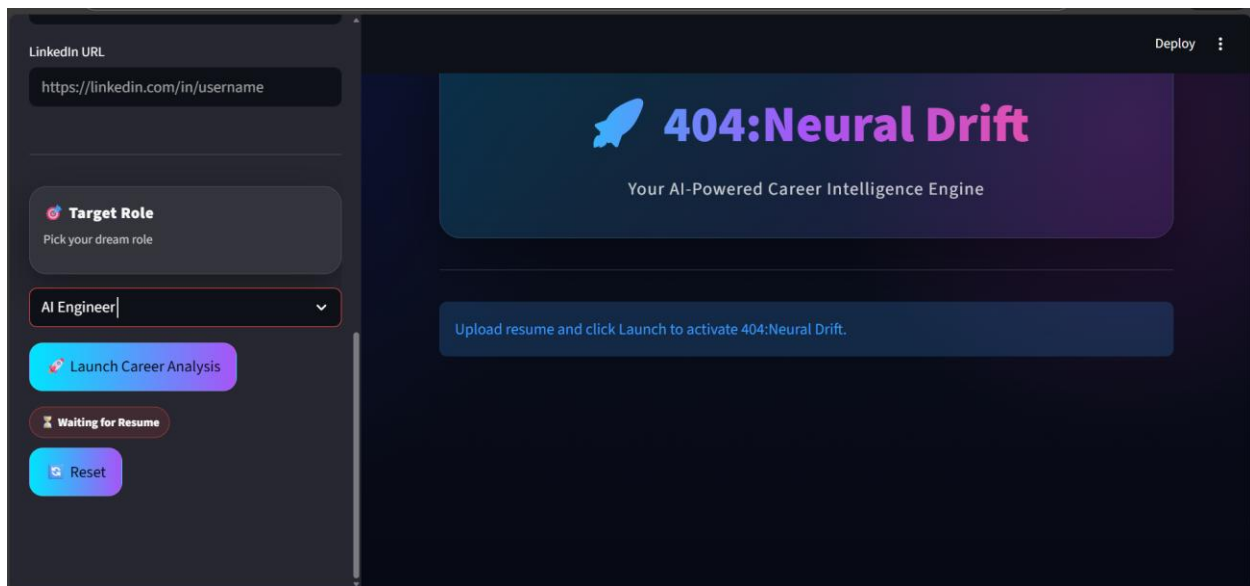 LinkedIn URL
https://linkedin.com/in/username
🎯 Target Role
Pick your dream role
AI Engineer
🚀 Launch Career Analysis
⏳ Waiting for Resume
🔄 Reset
Deploy
🚀 404:Neural Drift
Your AI-Powered Career Intelligence Engine
Upload resume and click Launch to activate 404:Neural Drift.